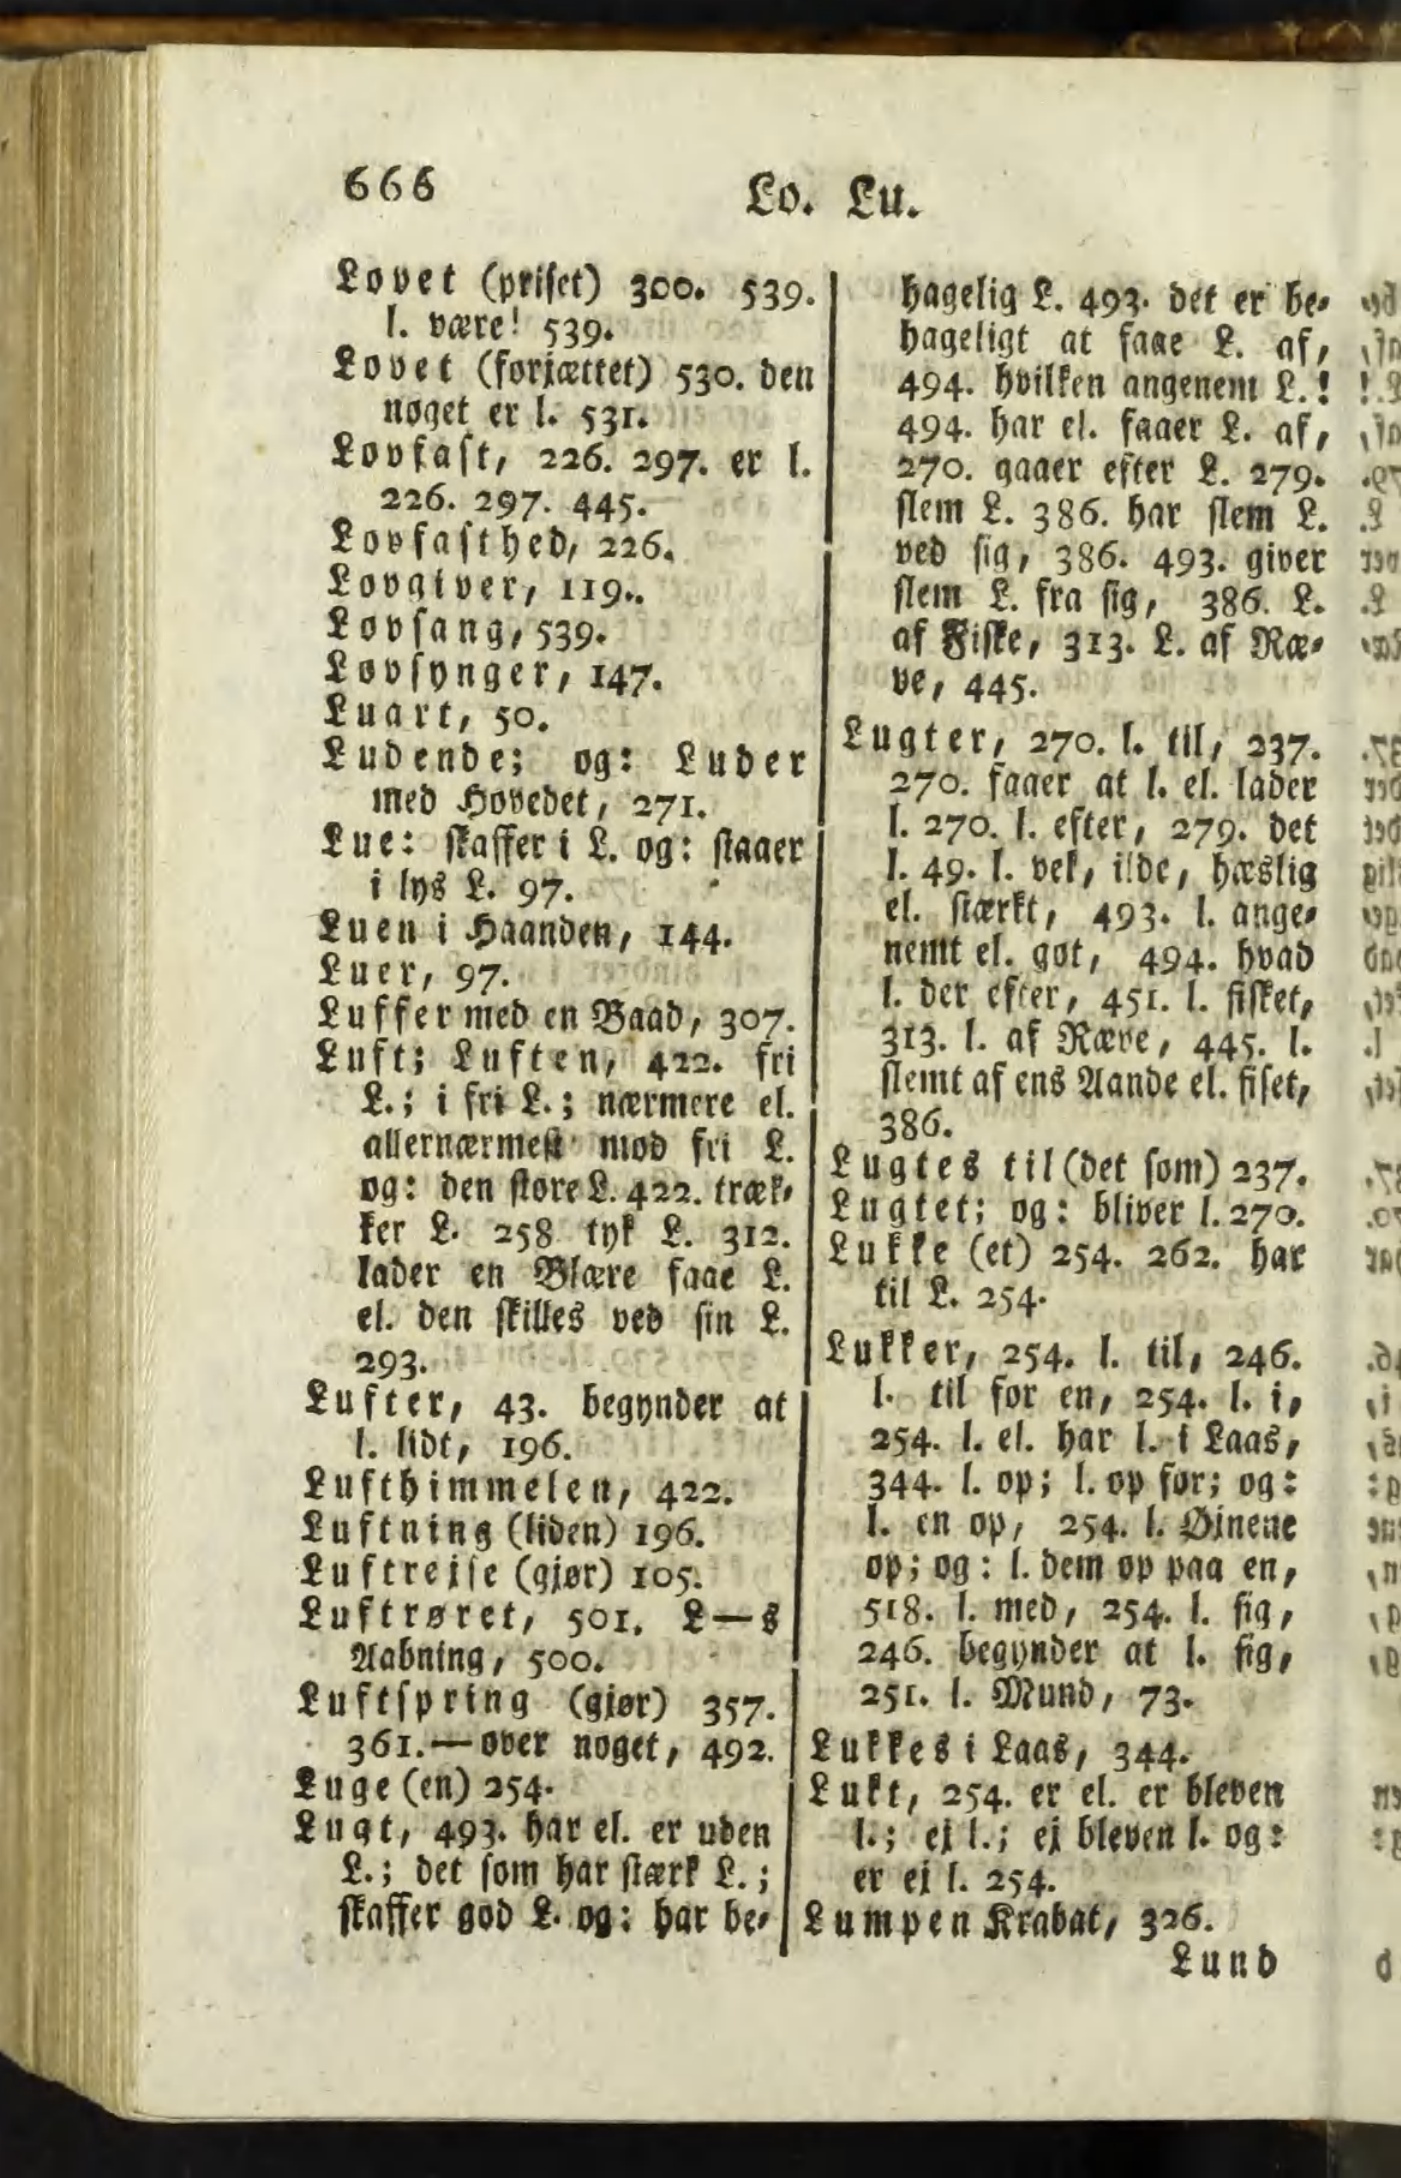 666
Lo. Lu.
Lovet (priset) 300. 539.
l. være! 539.
Lovet (forjættet) 530. den
noget er l. 531.
Lovfast, 226. 297. er l.
226. 297. 445.
Lovfasthed, 226.
Lovgiver, 119.
Lovsang, 539.
Lovsynger, 147.
Luart, 50.
Ludende; og: Luder
med Hovedet, 271.
Lue: skaffer i L. og: staaer
i lys L. 97.
Luen i Haanden, 144.
Luer, 97.
Luffer med en Baad, 307.
Luft; Luften, 422. fri
L.; i fri L.; nærmere el.
allernærmest mod fri L.
og: den store L. 422. træk⸗
ker L. 258 tyk L. 312.
lader en Blære faae L.
el. den skilles ved sin L.
293.
Lufter, 43. begynder at
l. lidt, 196.
Lufthimmelen, 422.
Luftning (liden) 196.
Luftrejse (gjør) 105.
Luftrøret, 501. L—s
Aabning, 500.
Luftspring (gjør) 357.
361.—over noget, 492.
Luge (en) 254.
Lugt, 493. har el. er uden
L.; det som har stærk L.;
skaffer god L. og: har be⸗
hagelig L. 493. det er be⸗
hageligt at faae L. af,
494. hvilken angenem L.!
494. har el. faaer L. af,
270. gaaer efter L. 279.
slem L. 386. har slem L.
ved sig, 386. 493. giver
slem L. fra sig, 386. L.
af Fiske, 313. L. af Ræ⸗
ve, 445.
Lugter, 270. l. til, 237.
270. faaer at l. el. lader
l. 270. l. efter, 279. det
l. 49. l. vek, ilde, hæslig
el. stærkt, 493. l. ange⸗
nemt el. got, 494. hvad
l. der efter, 451. l. fisket,
313. l. af Ræve, 445. l.
slemt af ens Aande el. fiset,
386.
Lugtes til (det som) 237.
Lugtet; og: bliver l. 270.
Lukke (et) 254. 262. har
til L. 254.
Lukker, 254. l. til, 246.
l. til for en, 254. l. i,
254. l. el. har l. i Laas,
344. l. op; l. op for; og:
l. en op, 254. l. Øjnene
op; og: l. dem op paa en,
518. l. med, 254. l. sig,
246. begynder at l. sig,
251. l. Mund, 73.
Lukkes i Laas, 344.
Lukt, 254. er el. er bleven
l.; ej l.; ej bleven l. og:
er ej l. 254.
Lumpen Krabat, 326.
Lund